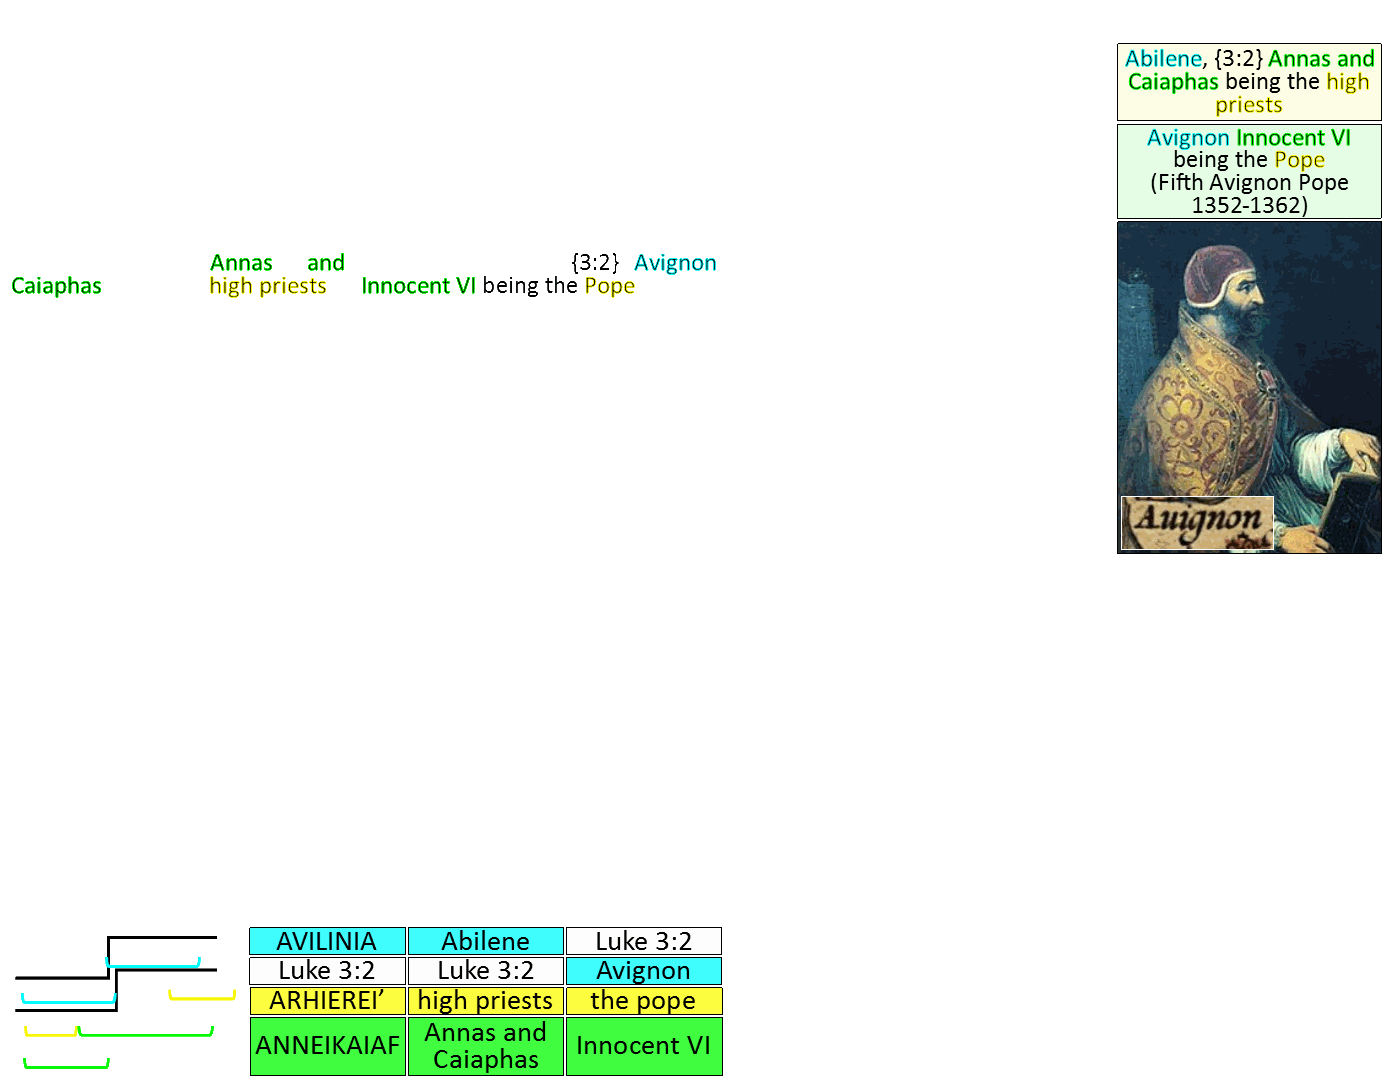 Abilene, {3:2} Annas and
Caiaphas being the high
priests
Avignon Innocent VI
being the Pope
(Fifth Avignon Pope
1352-1362)
Annas and {3:2} Avignon
Caiaphas high priests Innocent VI being the Pope
Auignon
AVILINIA Abilene Luke 3:2
Luke 3:2 Luke 3:2 Avignon
ARHIEREI’ high priests the pope
ANNEIKAIAF Annas and Caiaphas Innocent VI